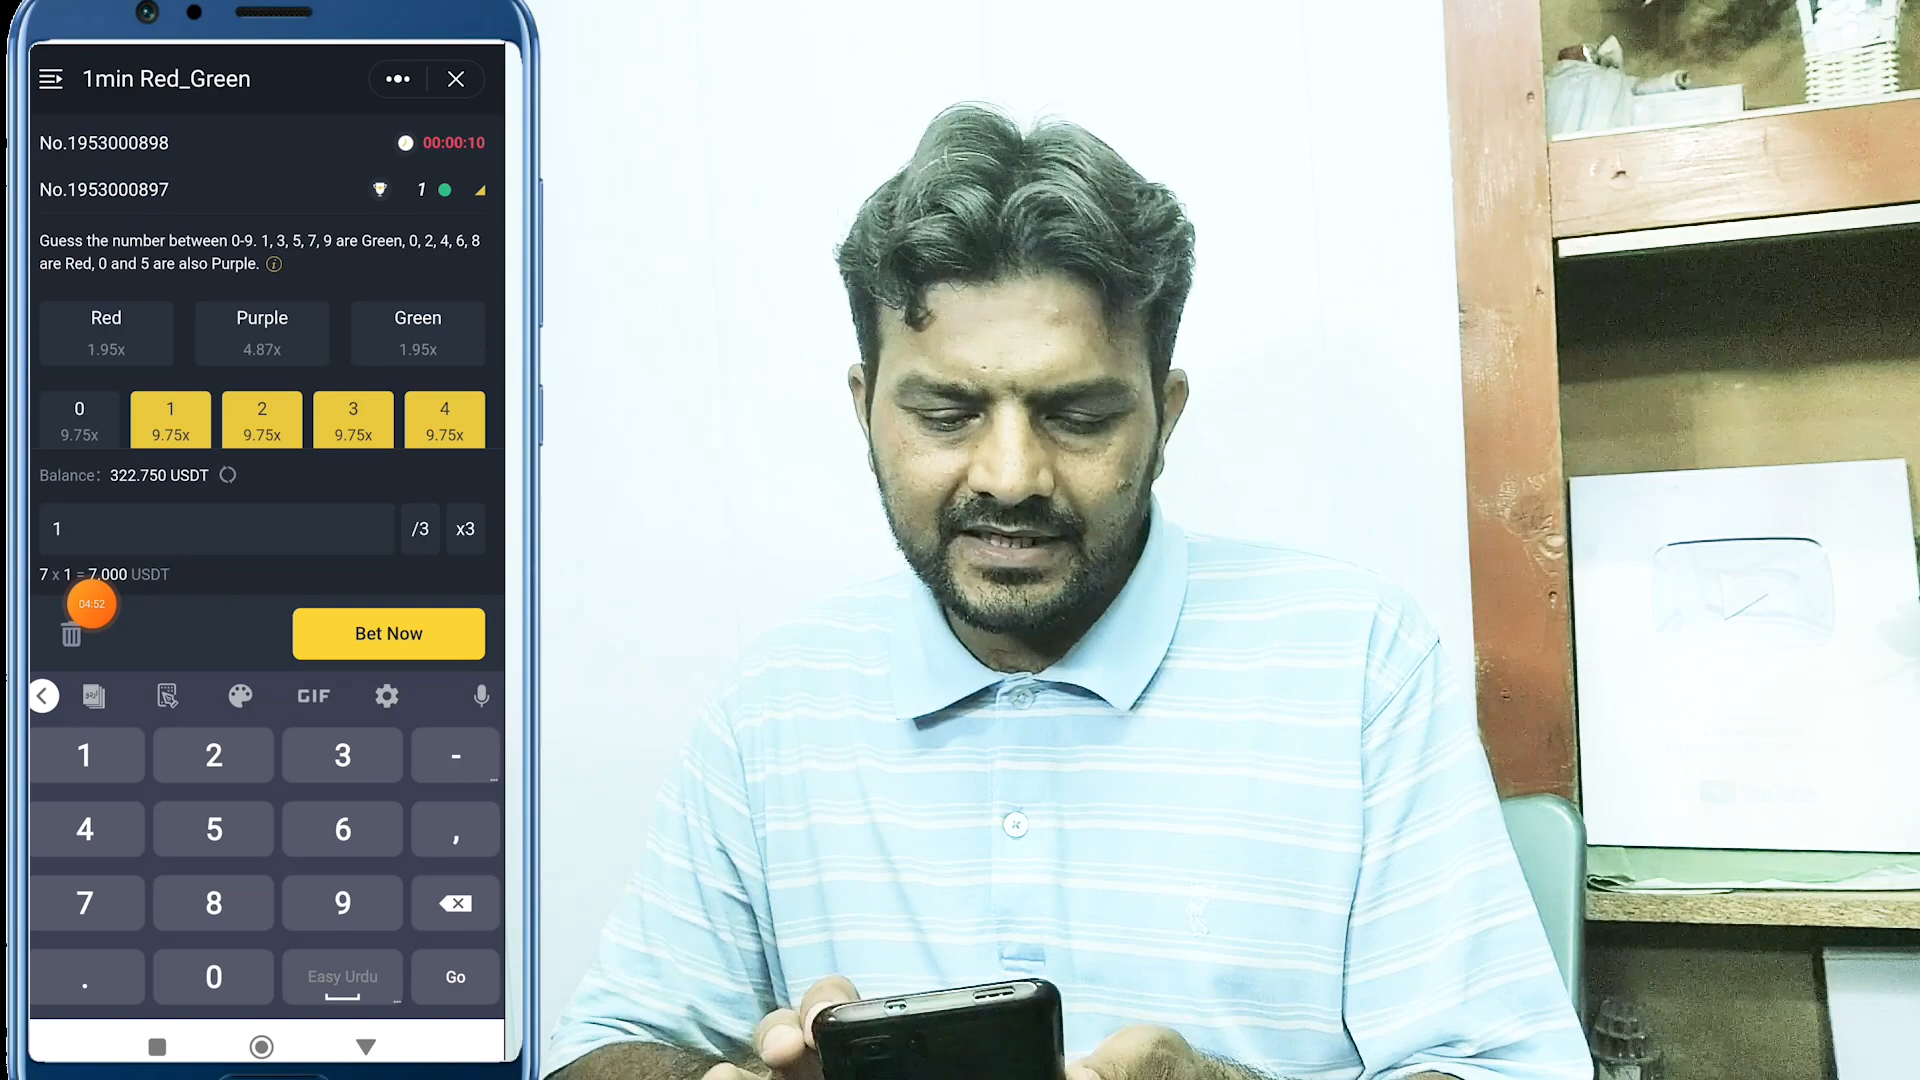 1min Red_Green
No.1953000898 00:00:10
No.1953000897 1
Guess the number between 0-9. 1, 3, 5, 7, 9 are Green, 0, 2, 4, 6, 8
are Red, 0 and 5 are also Purple.
Red Purple Green
1.95x 4.87x 1.95x
0 1 2 3 4
9.75x 9.75x 9.75x 9.75x 9.75x
Balance: 322.750 USDT
1 /3 x3
7 x 1 = 7.000 USDT
04:52
Bet Now
اردو GIF
1 2 3 -
4 5 6 ,
7 8 9
. 0 Easy Urdu Go